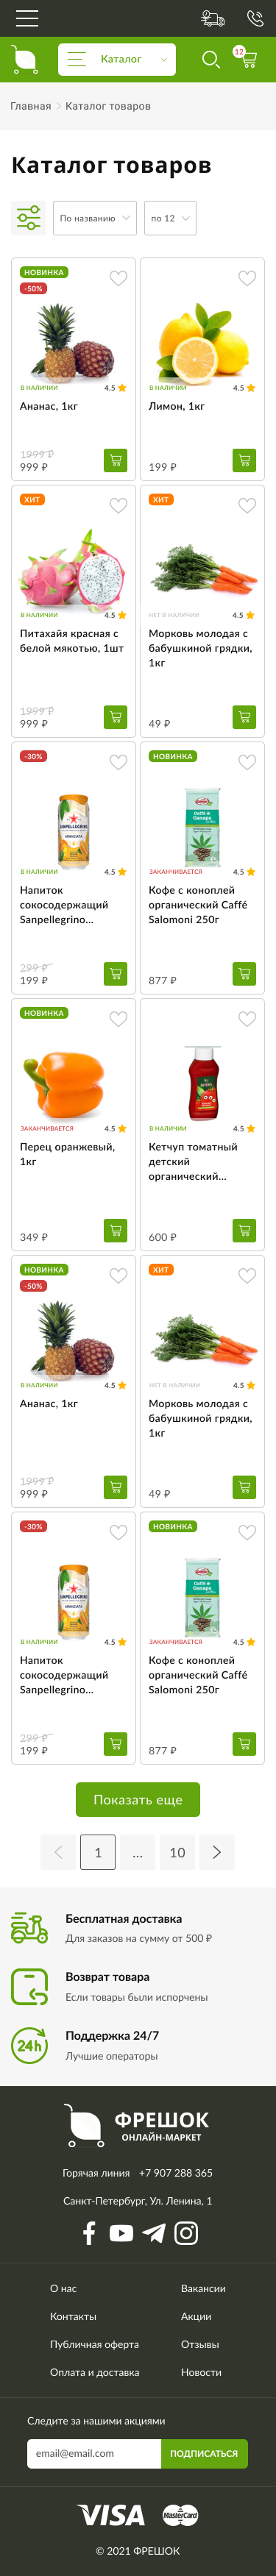 Каталог
12
Главная > Каталог товаров
Каталог товаров
По названию
по 12
НОВИНКА
-50%
В НАЛИЧИИ 4.5
Ананас, 1кг
1999 ₽
999 ₽
В НАЛИЧИИ 4.5
Лимон, 1кг
199 ₽
ХИТ
В НАЛИЧИИ 4.5
Питахайя красная с
белой мякотью, 1шт
1999 ₽
999 ₽
ХИТ
НЕТ В НАЛИЧИИ 4.5
Морковь молодая с
бабушкиной грядки,
1кг
49 ₽
-30%
SANPELLEGRINO
В НАЛИЧИИ 4.5
Напиток
сокосодержащий
Sanpellegrino...
299 ₽
199 ₽
НОВИНКА
ЗАКАНЧИВАЕТСЯ 4.5
Кофе с коноплей
органический Caffé
Salomoni 250г
877 ₽
НОВИНКА
ЗАКАНЧИВАЕТСЯ 4.5
Перец оранжевый,
1кг
349 ₽
В НАЛИЧИИ 4.5
Кетчуп томатный
детский
органический...
600 ₽
НОВИНКА
-50%
В НАЛИЧИИ 4.5
Ананас, 1кг
1999 ₽
999 ₽
ХИТ
НЕТ В НАЛИЧИИ 4.5
Морковь молодая с
бабушкиной грядки,
1кг
49 ₽
-30%
SANPELLEGRINO
В НАЛИЧИИ 4.5
Напиток
сокосодержащий
Sanpellegrino...
299 ₽
199 ₽
НОВИНКА
ЗАКАНЧИВАЕТСЯ 4.5
Кофе с коноплей
органический Caffé
Salomoni 250г
877 ₽
Показать еще
1 ... 10
Бесплатная доставка
Для заказов на сумму от 500 ₽
Возврат товара
Если товары были испорчены
24h
Поддержка 24/7
Лучшие операторы
ФРЕШОК
ОНЛАЙН-МАРКЕТ
Горячая линия +7 907 288 365
Санкт-Петербург, Ул. Ленина, 1
О нас
Вакансии
Контакты
Акции
Публичная оферта
Отзывы
Оплата и доставка
Новости
Следите за нашими акциями
email@email.com
ПОДПИСАТЬСЯ
VISA MasterCard
© 2021 ФРЕШОК